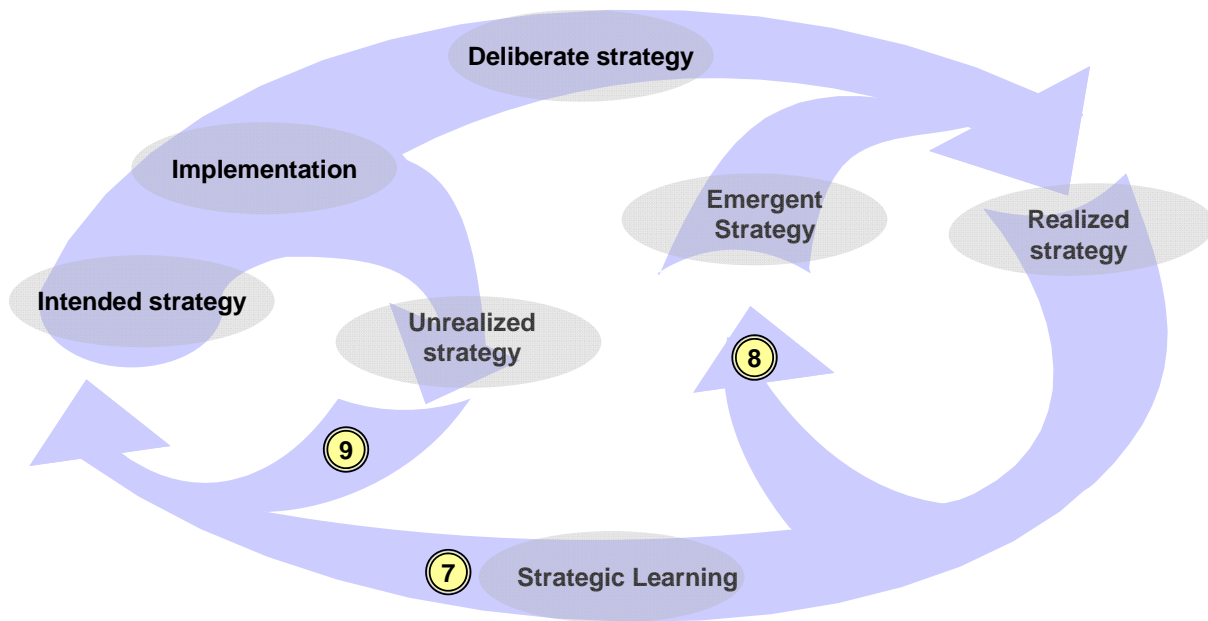 Deliberate strategy
Implementation
Emergent
Strategy
Realized
strategy
Intended strategy
Unrealized
strategy
8
9
7
Strategic Learning